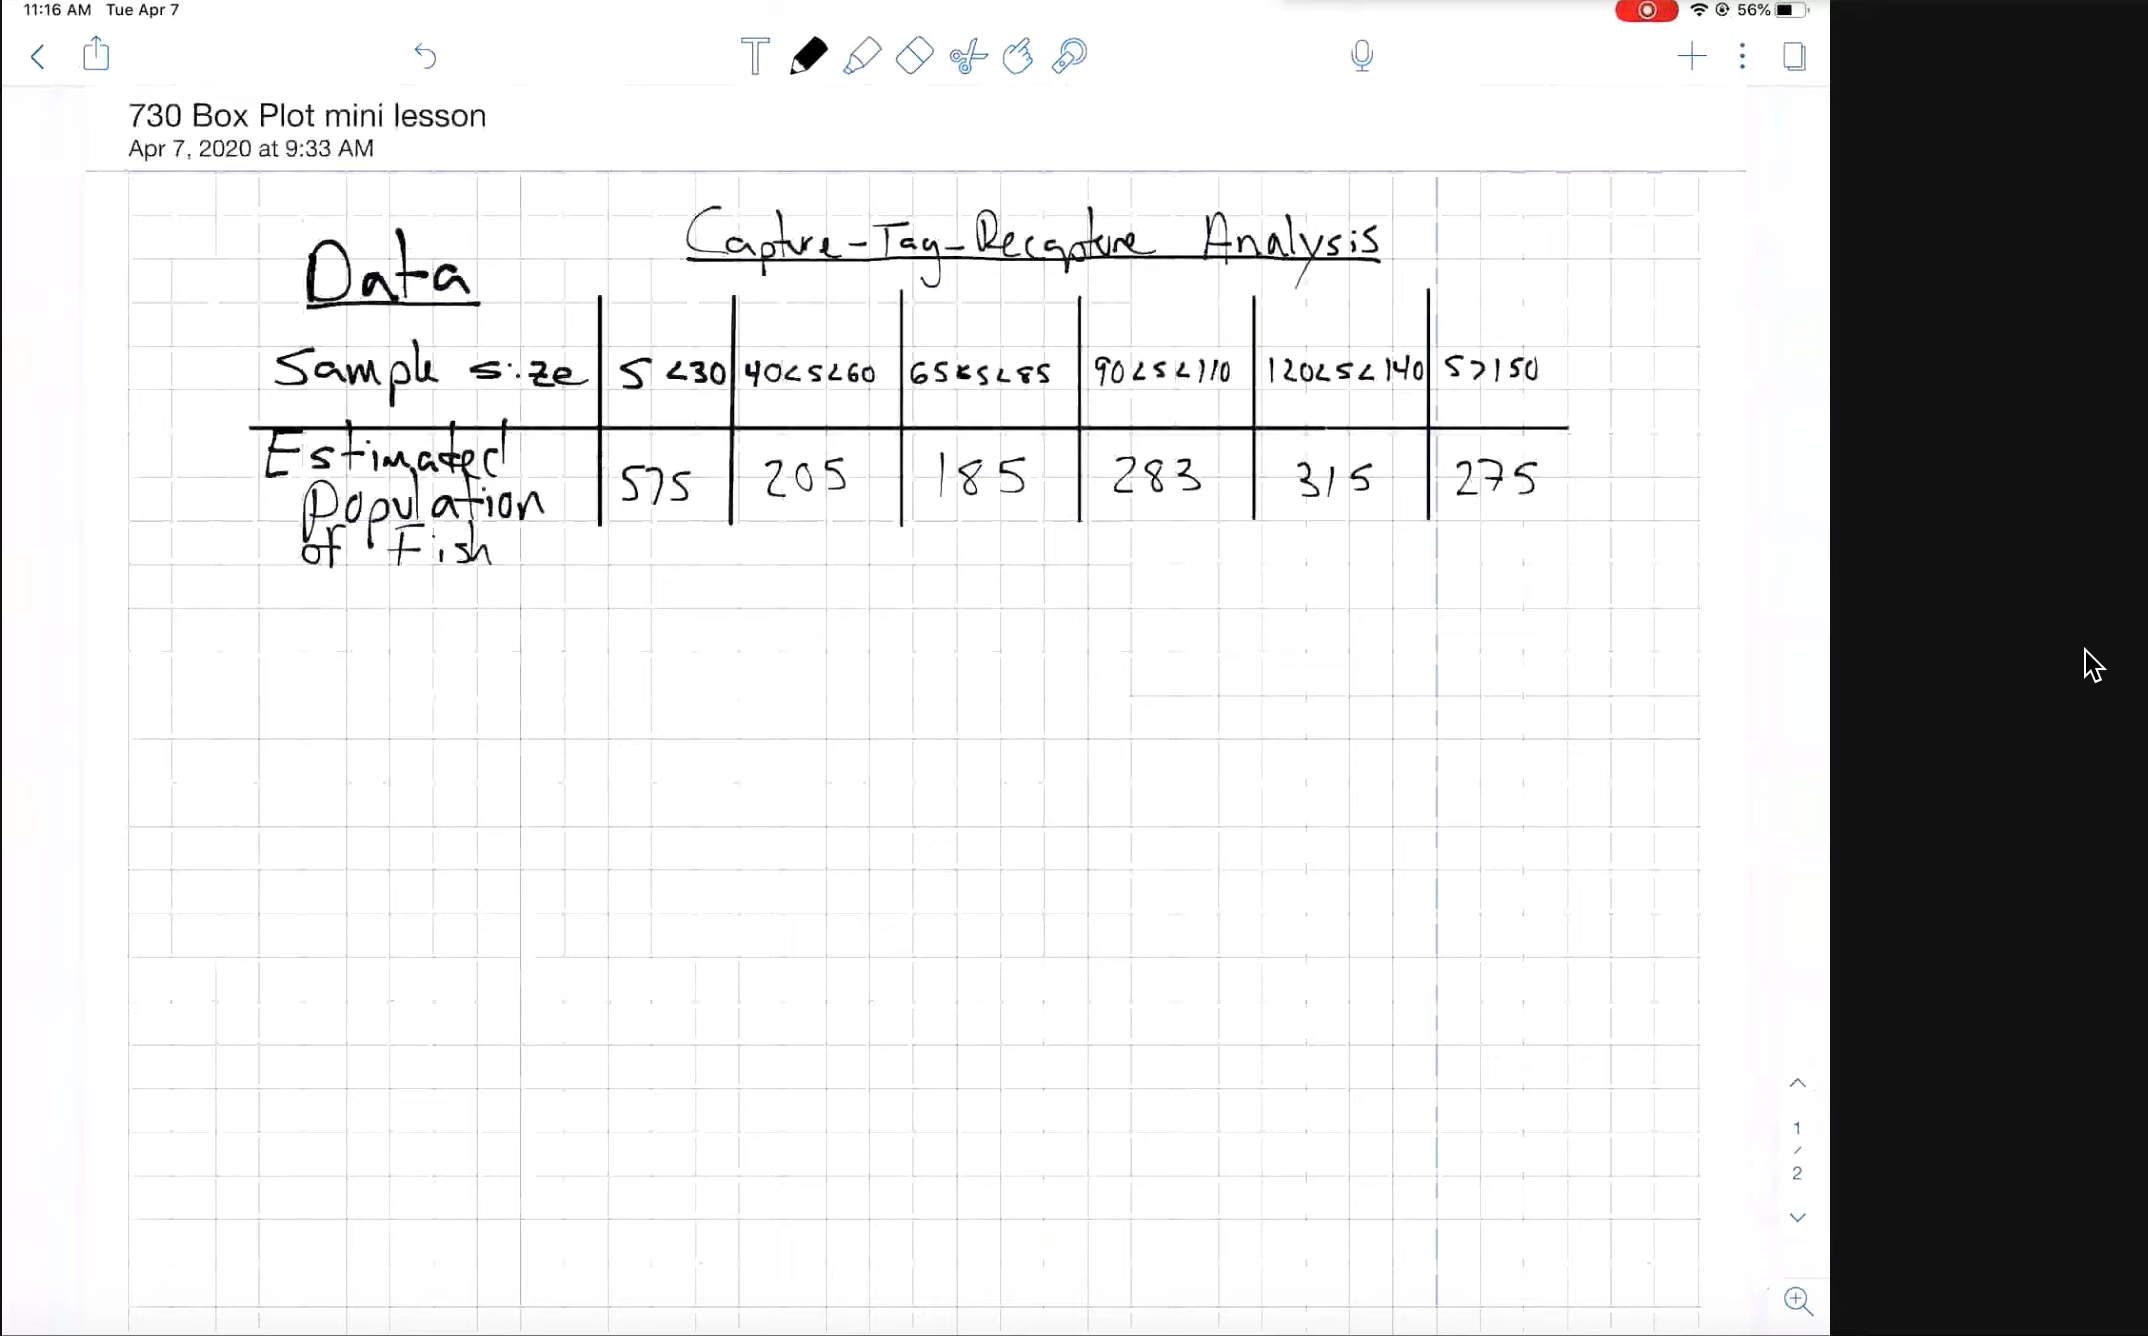 11:16 AM Tue Apr 7
56%
T
730 Box Plot mini lesson
Apr 7, 2020 at 9:33 AM
Capture-Tag-Recapture Analysis
Data
Sample size S<30 40<S<60 65<S<85 90<S<110 120<S<140 S>150
Estimated Population of Fish 575 205 185 283 315 275
1
/
2